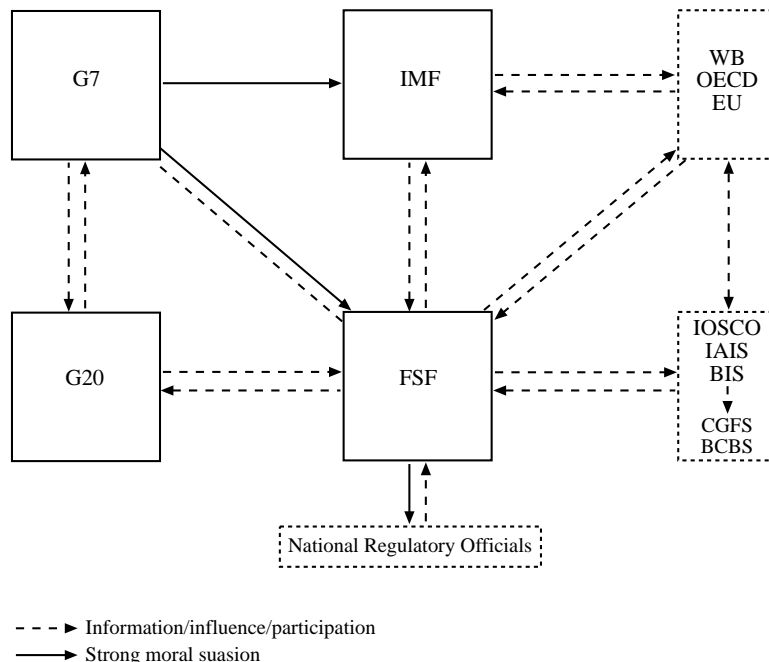 G7
IMF
WB
OECD
EU
G20
FSF
IOSCO
IAIS
BIS
CGFS
BCBS
National Regulatory Officials
Information/influence/participation
Strong moral suasion